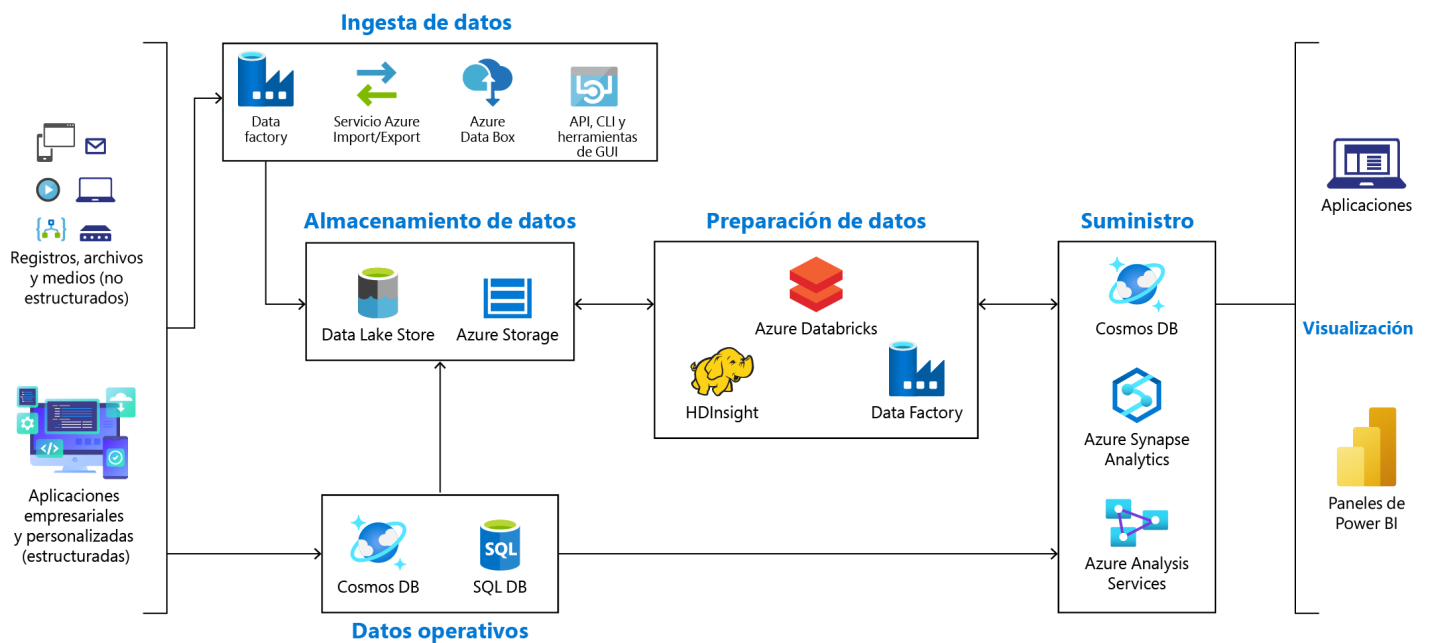 Ingesta de datos
Data
factory
Servicio Azure
Import/Export
Azure
Data Box
API, CLI y
herramientas
de GUI
Registros, archivos
y medios (no
estructurados)
Aplicaciones
empresariales
y personalizadas
(estructuradas)
Almacenamiento de datos
Data Lake Store
Azure Storage
Preparación de datos
Azure Databricks
HDInsight
Data Factory
Cosmos DB
SQL
SQL DB
Datos operativos
Suministro
Cosmos DB
Azure Synapse
Analytics
Azure Analysis
Services
Aplicaciones
Visualización
Paneles de
Power BI